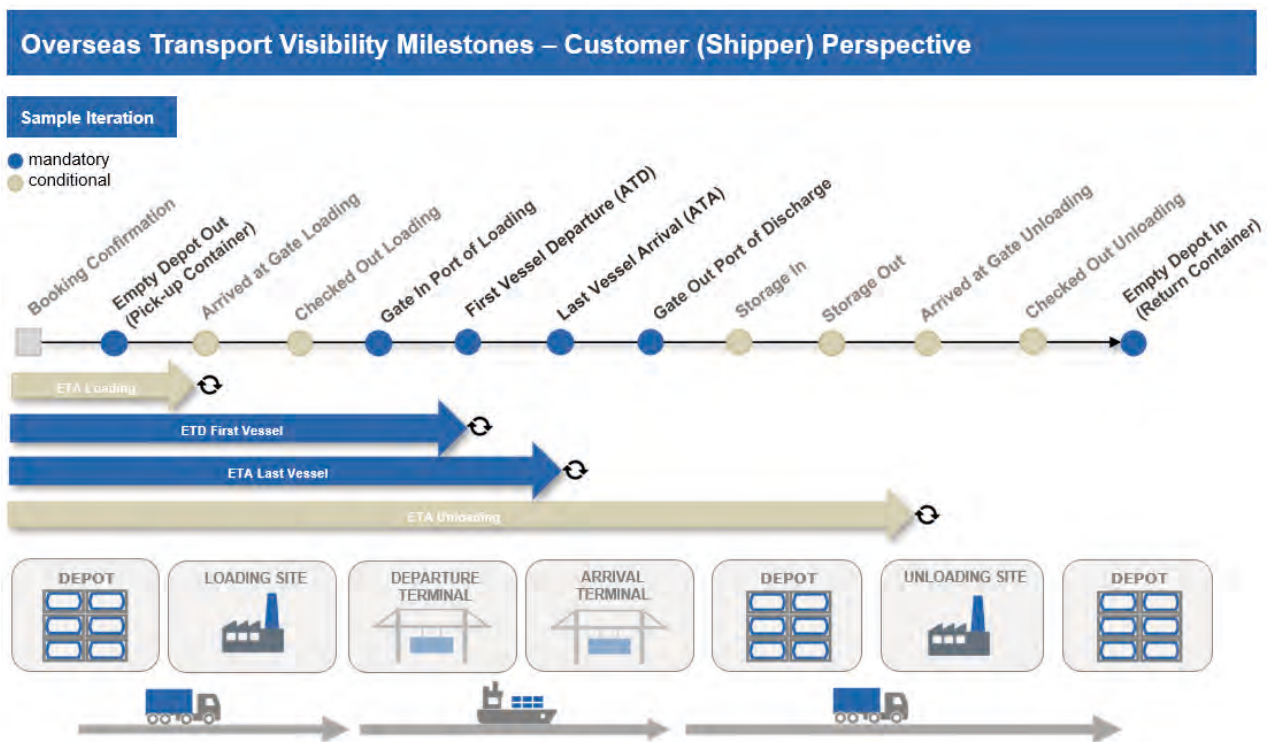 Overseas Transport Visibility Milestones – Customer (Shipper) Perspective
Sample Iteration
mandatory
conditional
Booking Confirmation
Empty Depot Out
(Pick-up Container)
Arrived at Gate Loading
Checked Out Loading
Gate In Port of Loading
First Vessel Departure (ATD)
Last Vessel Arrival (ATA)
Gate Out Port of Discharge
Storage In
Storage Out
Arrived at Gate Unloading
Checked Out Unloading
Empty Depot In
(Return Container)
ETA Loading
ETD First Vessel
ETA Last Vessel
ETA Unloading
DEPOT
LOADING SITE
DEPARTURE
TERMINAL
ARRIVAL
TERMINAL
DEPOT
UNLOADING SITE
DEPOT